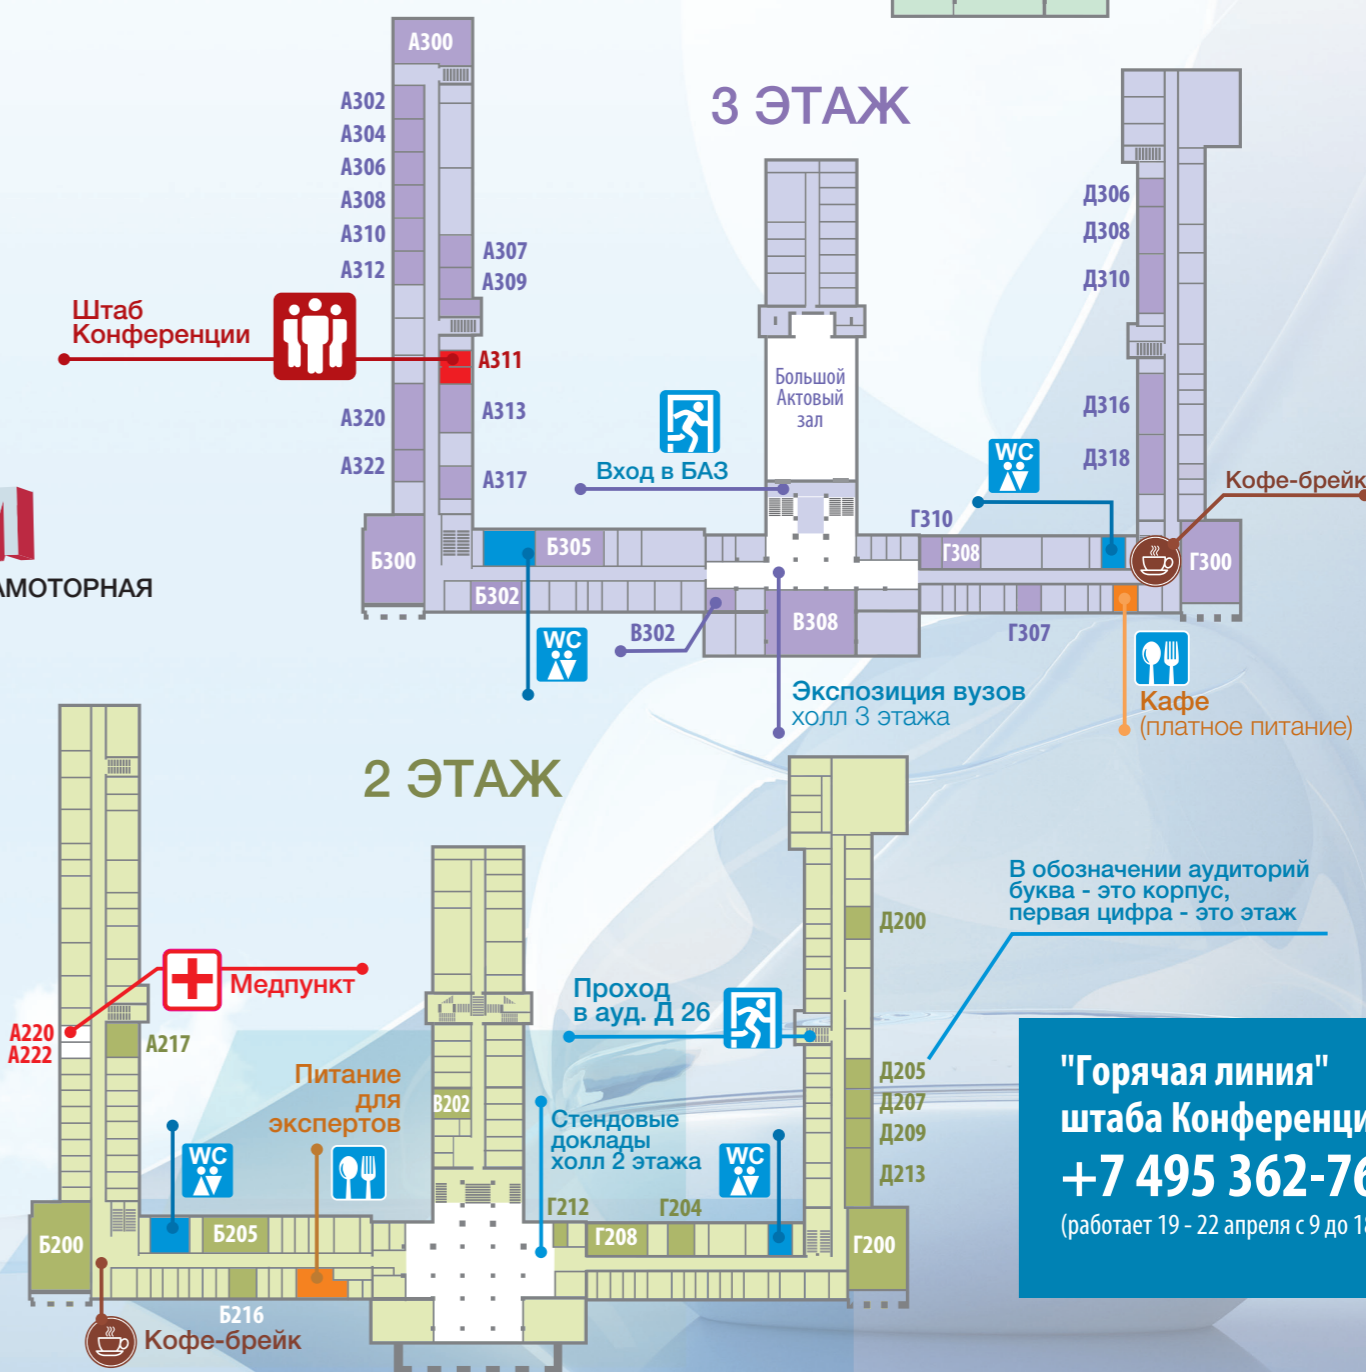 3 ЭТАЖ
А300
А302
А304
А306
А308
А310
А312
А307
А309
Штаб
Конференции
А311
А320
А313
А322
А317
Большой
Актовый
зал
Вход в БАЗ
Д306
Д308
Д310
Д316
Д318
WC
Кофе-брейк
Г310
Б300
Б305
Г308
Г300
Б302
WC
В302
В308
Г307
Экспозиция вузов
холл 3 этажа
Кафе
(платное питание)
АМОТОРНАЯ
2 ЭТАЖ
В обозначении аудиторий
буква - это корпус,
первая цифра - это этаж
Д200
Медпункт
Проход
в ауд. Д 26
А220
А222
А217
Д205
Д207
Д209
Д213
Питание
для
экспертов
В202
Стендовые
доклады
холл 2 этажа
WC
WC
Г212
Г204
Б200
Б205
Г208
Г200
Б216
Кофе-брейк
"Горячая линия"
штаба Конференци
+7 495 362-76
(работает 19 - 22 апреля с 9 до 18